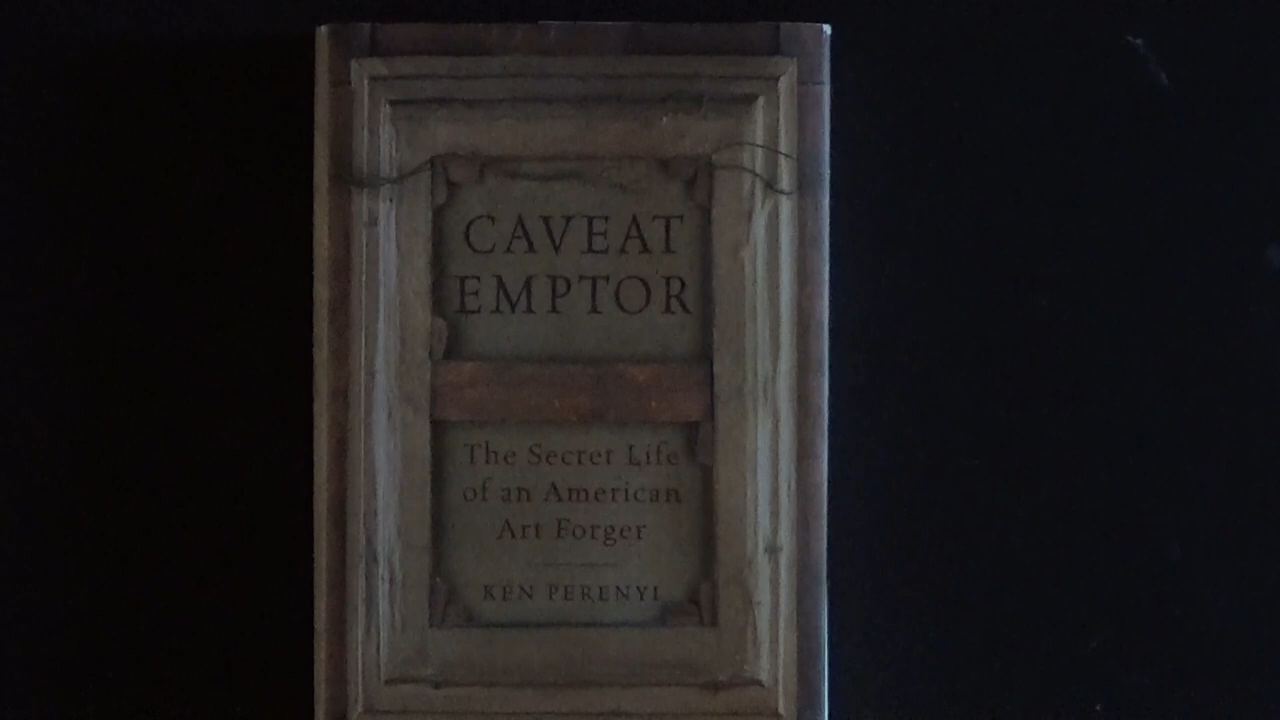 CAVEAT
EMPTOR
The Secret Life
of an American
Art Forger
KEN PERENYI